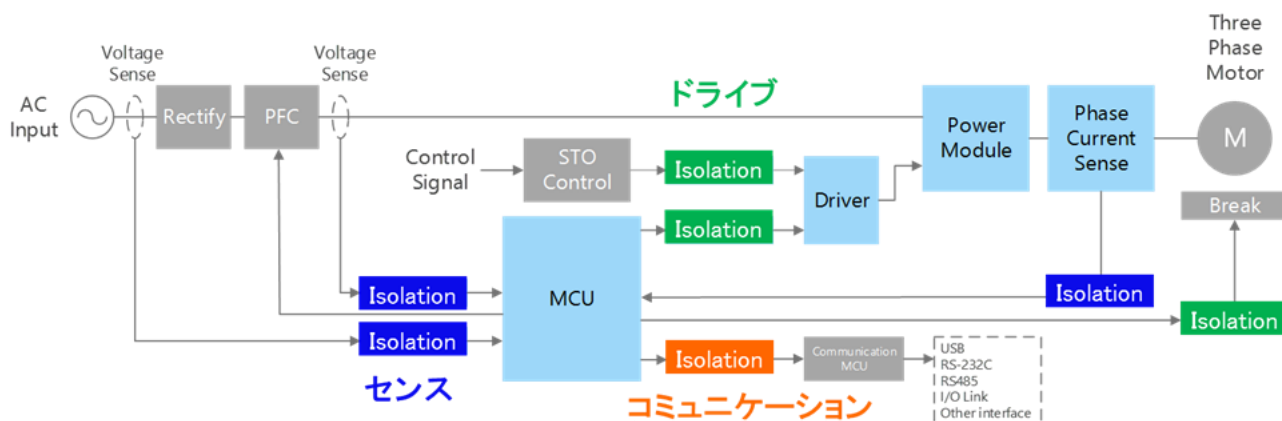 Voltage
Sense
Voltage
Sense
Three
Phase
Motor
AC
Input
Rectify
PFC
ドライブ
Power
Module
Phase
Current
Sense
M
Control
Signal
STO
Control
Isolation
Driver
Isolation
Break
MCU
Isolation
Isolation
Isolation
Isolation
Isolation
Communication
MCU
USB
RS-232C
RS485
I/O Link
Other interface
センス
コミュニケーション